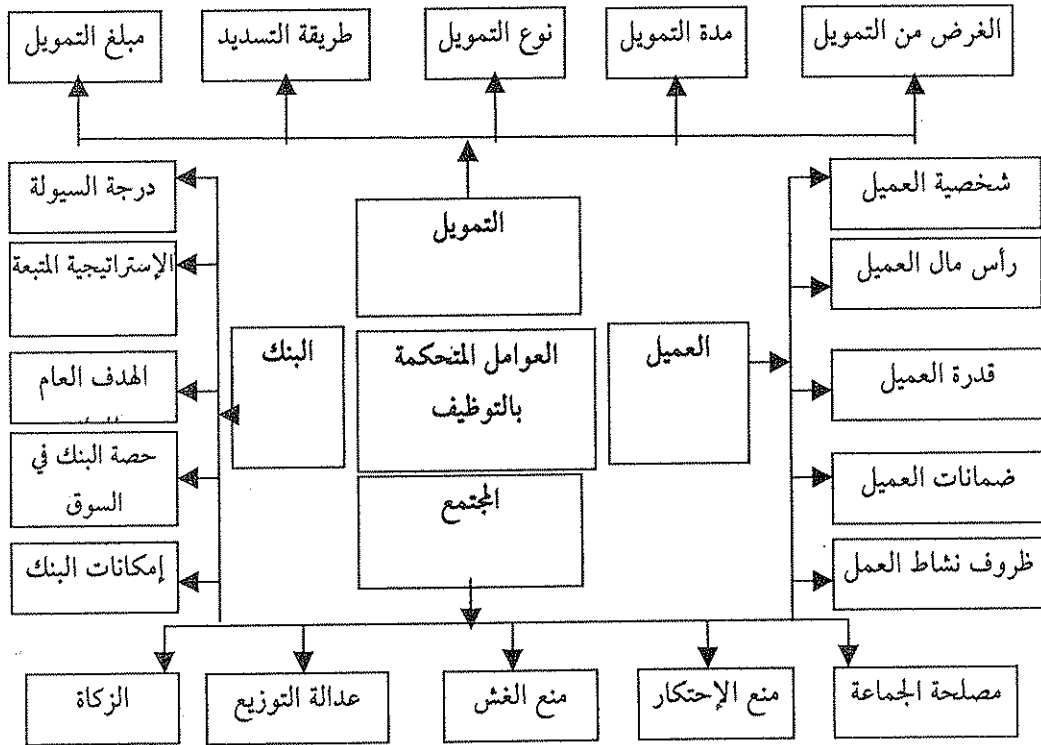 الغرض من التمويل
مدة التمويل
نوع التمويل
طريقة التسديد
مبلغ التمويل
شخصية العميل
رأس مال العميل
قدرة العميل
ضمانات العميل
ظروف نشاط العمل
العميل
التمويل
العوامل المتحكمة
بالتوظيف
المجتمع
البنك
درجة السيولة
الإستراتيجية المتبعة
الهدف العام
حصة البنك في
السوق
إمكانات البنك
مصلحة الجماعة
منع الإحتكار
منع الغش
عدالة التوزيع
الزكاة